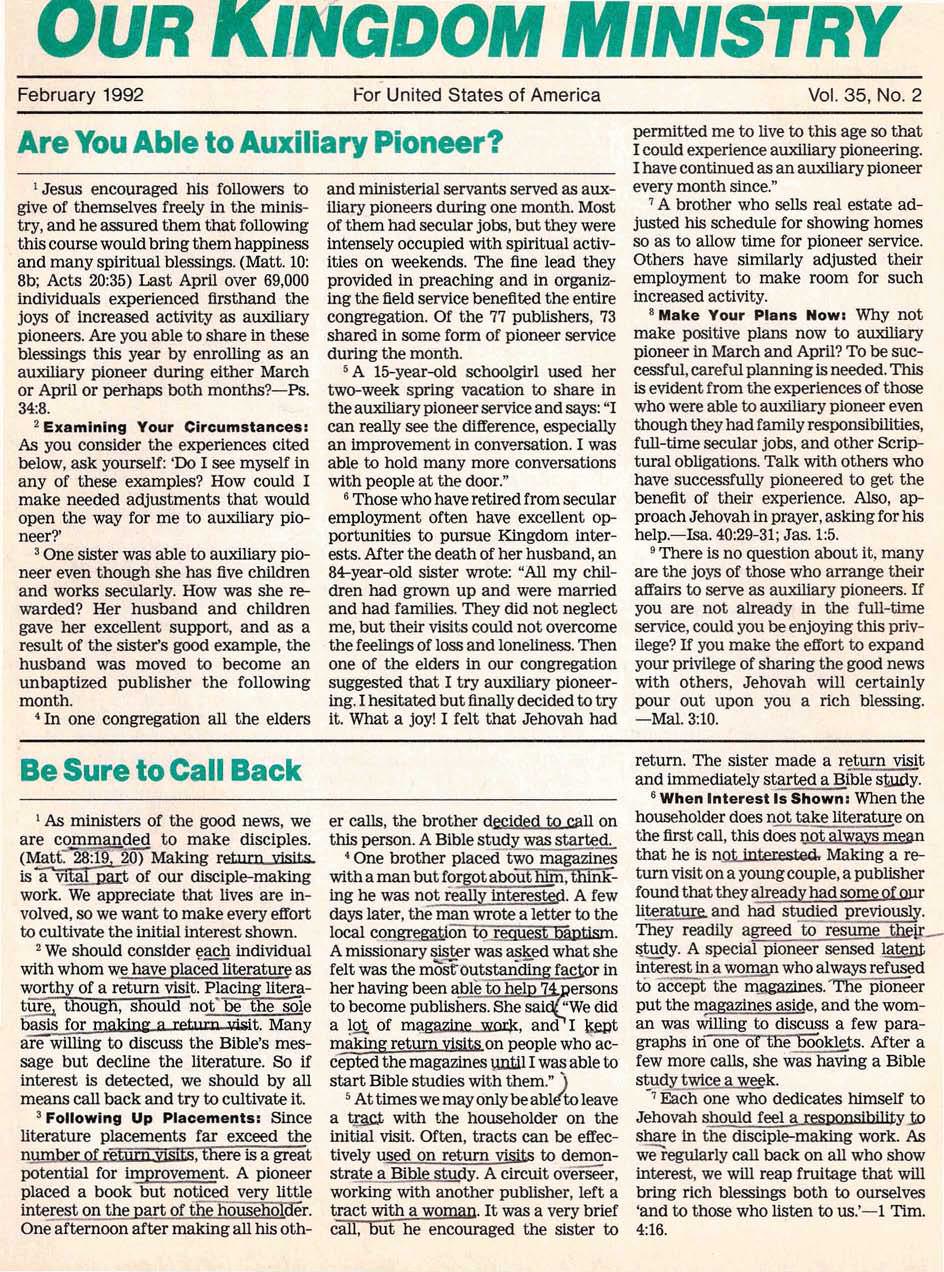 OUR KINGDOM MINISTRY
February 1992
For United States of America
Vol. 35, No. 2
Are You Able to Auxiliary Pioneer?
1 Jesus encouraged his followers to
give of themselves freely in the minis-
try, and he assured them that following
this course would bring them happiness
and many spiritual blessings. (Matt. 10:
8b; Acts 20:35) Last April over 69,000
individuals experienced firsthand the
joys of increased activity as auxiliary
pioneers. Are you able to share in these
blessings this year by enrolling as an
auxiliary pioneer during either March
or April or perhaps both months?—Ps.
34:8.
2 Examining Your Circumstances:
As you consider the experiences cited
below, ask yourself: ‘Do I see myself in
any of these examples? How could I
make needed adjustments that would
open the way for me to auxiliary pio-
neer?’
3 One sister was able to auxiliary pio-
neer even though she has five children
and works secularly. How was she re-
warded? Her husband and children
gave her excellent support, and as a
result of the sister's good example, the
husband was moved to become an
unbaptized publisher the following
month.
4 In one congregation all the elders
and ministerial servants served as aux-
iliary pioneers during one month. Most
of them had secular jobs, but they were
intensely occupied with spiritual activ-
ities on weekends. The fine lead they
provided in preaching and in organiz-
ing the field service benefited the entire
congregation. Of the 77 publishers, 73
shared in some form of pioneer service
during the month.
5 A 15-year-old schoolgirl used her
two-week spring vacation to share in
the auxiliary pioneer service and says: “I
can really see the difference, especially
an improvement in conversation. I was
able to hold many more conversations
with people at the door.”
6 Those who have retired from secular
employment often have excellent op-
portunities to pursue Kingdom inter-
ests. After the death of her husband, an
84-year-old sister wrote: “All my chil-
dren had grown up and were married
and had families. They did not neglect
me, but their visits could not overcome
the feelings of loss and loneliness. Then
one of the elders in our congregation
suggested that I try auxiliary pioneer-
ing. I hesitated but finally decided to try
it. What a joy! I felt that Jehovah had
permitted me to live to this age so that
I could experience auxiliary pioneering.
I have continued as an auxiliary pioneer
every month since.”
7 A brother who sells real estate ad-
justed his schedule for showing homes
so as to allow time for pioneer service.
Others have similarly adjusted their
employment to make room for such
increased activity.
8 Make Your Plans Now: Why not
make positive plans now to auxiliary
pioneer in March and April? To be suc-
cessful, careful planning is needed. This
is evident from the experiences of those
who were able to auxiliary pioneer even
though they had family responsibilities,
full-time secular jobs, and other Scrip-
tural obligations. Talk with others who
have successfully pioneered to get the
benefit of their experience. Also, ap-
proach Jehovah in prayer, asking for his
help.—Isa. 40:29-31; Jas. 1:5.
9 There is no question about it, many
are the joys of those who arrange their
affairs to serve as auxiliary pioneers. If
you are not already in the full-time
service, could you be enjoying this priv-
ilege? If you make the effort to expand
your privilege of sharing the good news
with others, Jehovah will certainly
pour out upon you a rich blessing.
—Mal. 3:10.
Be Sure to Call Back
1 As ministers of the good news, we
are commanded to make disciples.
(Matt. 28:19, 20) Making return visits
is a vital part of our disciple-making
work. We appreciate that lives are in-
volved, so we want to make every effort
to cultivate the initial interest shown.
2 We should consider each individual
with whom we have placed literature as
worthy of a return visit. Placing litera-
ture, though, should not be the sole
basis for making a return visit. Many
are willing to discuss the Bible's mes-
sage but decline the literature. So if
interest is detected, we should by all
means call back and try to cultivate it.
3 Following Up Placements: Since
literature placements far exceed the
number of return visits, there is a great
potential for improvement. A pioneer
placed a book but noticed very little
interest on the part of the householder.
One afternoon after making all his oth-
er calls, the brother decided to call on
this person. A Bible study was started.
4 One brother placed two magazines
with a man but forgot about him, think-
ing he was not really interested. A few
days later, the man wrote a letter to the
local congregation to request baptism.
A missionary sister was asked what she
felt was the most outstanding factor in
her having been able to help 74 persons
to become publishers. She said: “We did
a lot of magazine work, and I kept
making return visits on people who ac-
cepted the magazines until I was able to
start Bible studies with them.”
5 At times we may only be able to leave
a tract with the householder on the
initial visit. Often, tracts can be effec-
tively used on return visits to demon-
strate a Bible study. A circuit overseer,
working with another publisher, left a
tract with a woman. It was a very brief
call, but he encouraged the sister to
return. The sister made a return visit
and immediately started a Bible study.
6 When Interest Is Shown: When the
householder does not take literature on
the first call, this does not always mean
that he is not interested. Making a re-
turn visit on a young couple, a publisher
found that they already had some of our
literature and had studied previously.
They readily agreed to resume their
study. A special pioneer sensed latent
interest in a woman who always refused
to accept the magazines. The pioneer
put the magazines aside, and the wom-
an was willing to discuss a few para-
graphs in one of the booklets. After a
few more calls, she was having a Bible
study twice a week.
7 Each one who dedicates himself to
Jehovah should feel a responsibility to
share in the disciple-making work. As
we regularly call back on all who show
interest, we will reap fruitage that will
bring rich blessings both to ourselves
‘and to those who listen to us.’—1 Tim.
4:16.